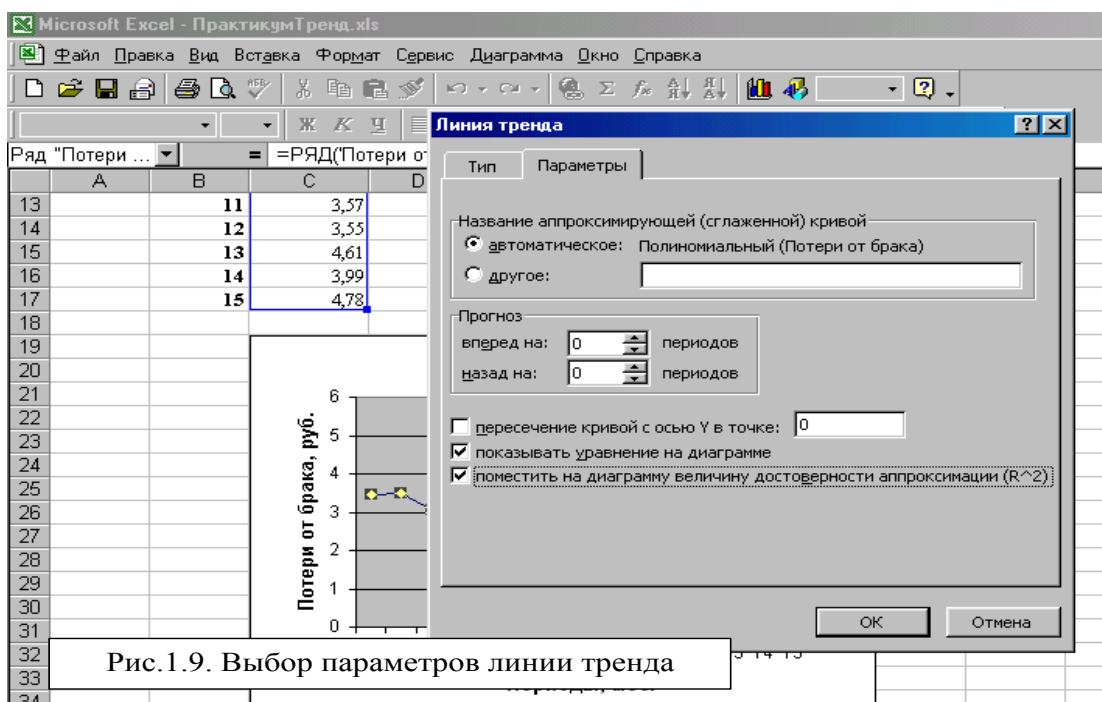 Microsoft Excel - ПрактикумТренд.xls
Файл Правка Вид Вставка Формат Сервис Диаграмма Окно Справка
Ж К Ч
Ряд "Потери ... = =РЯД('Потери о
A B C D
13 11 3,57
14 12 3,55
15 13 4,61
16 14 3,99
17 15 4,78
18
19
20
21
22
23
24
25
26
27
28
29
30
31
32
33
34
Потери от брака, руб.
6
5
4
3
2
1
0
Линия тренда
Тип Параметры
Название аппроксимирующей (сглаженной) кривой
автоматическое: Полиномиальный (Потери от брака)
другое:
Прогноз
вперед на: 0 периодов
назад на: 0 периодов
пересечение кривой с осью Y в точке: 0
показывать уравнение на диаграмме
поместить на диаграмму величину достоверности аппроксимации (R^2)
ОК Отмена
Рис.1.9. Выбор параметров линии тренда